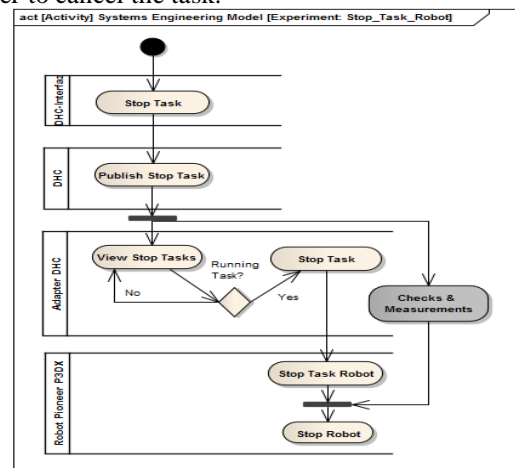 er to cancel the task.
act [Activity] Systems Engineering Model [Experiment: Stop_Task_Robot]
DHC-Interfaz
Stop Task
DHC
Publish Stop Task
Adapter DHC
View Stop Tasks
Running
Task?
Stop Task
No
Yes
Checks &
Measurements
Robot Pioneer P3DX
Stop Task Robot
Stop Robot